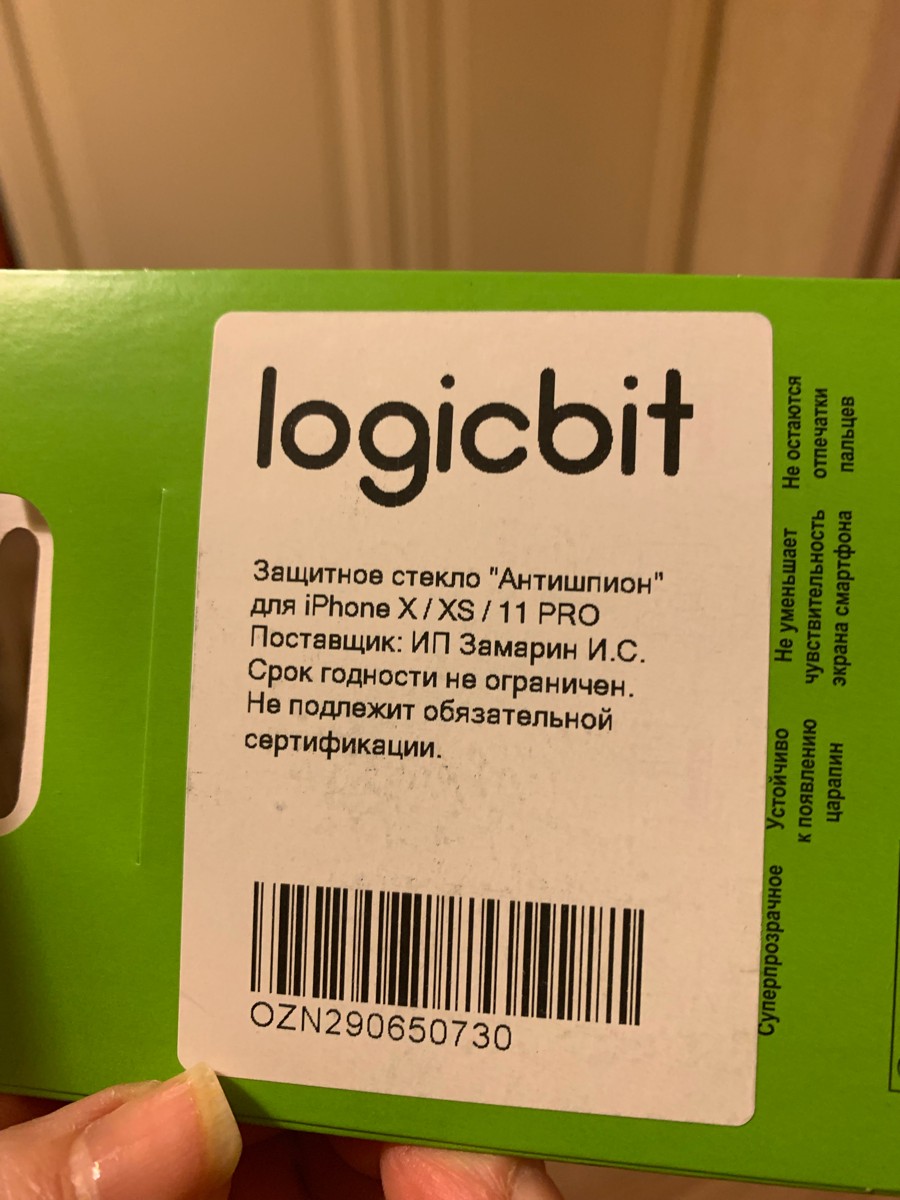 logicbit
Защитное стекло "Антишпион"
для iPhone X / XS / 11 PRO
Поставщик: ИП Замарин И.С.
Срок годности не ограничен.
Не подлежит обязательной
сертификации.
OZN290650730
Суперпрозрачное
Устойчиво
к появлению
царапин
Не уменьшает
чувствительность
экрана смартфона
Не остаются
отпечатки
пальцев